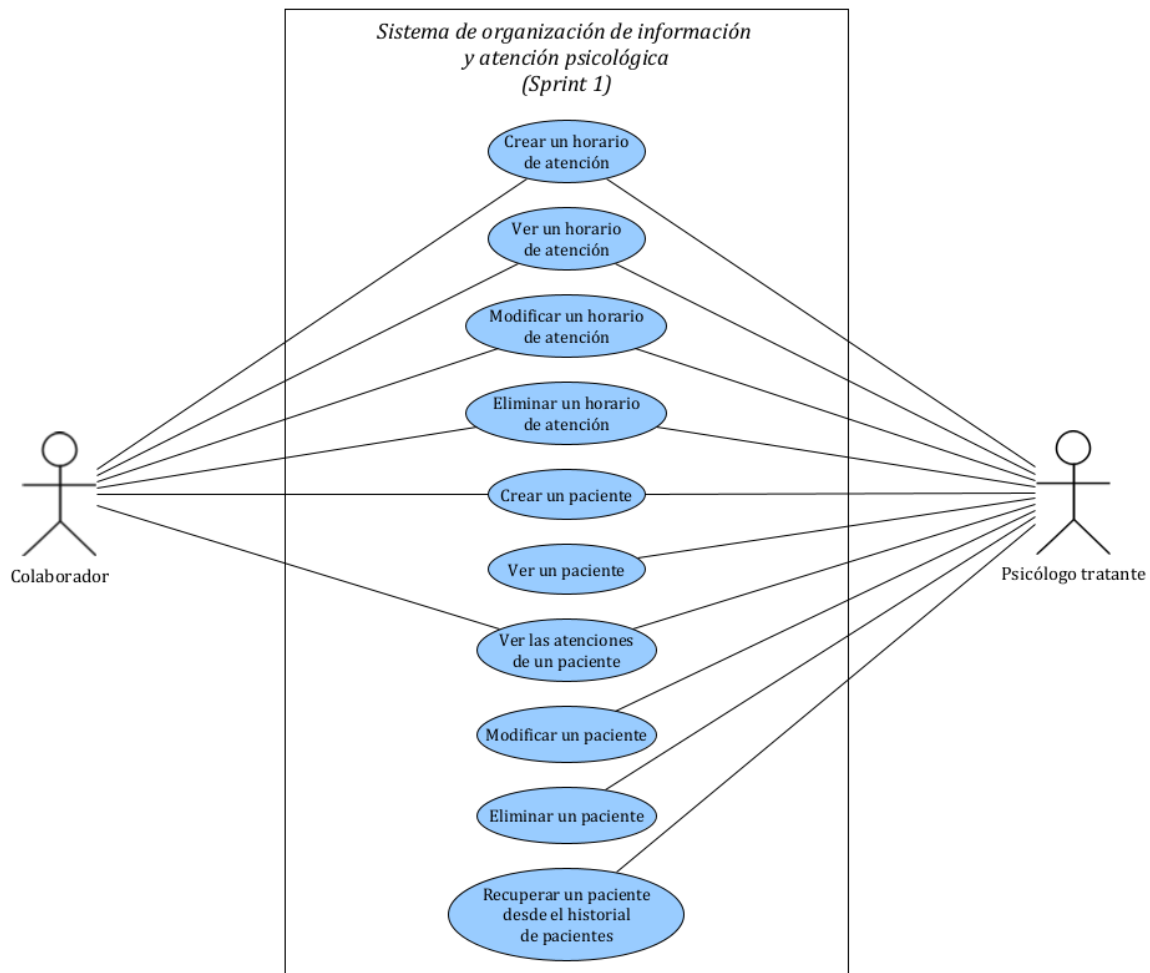 Sistema de organización de información
y atención psicológica
(Sprint 1)
Crear un horario
de atención
Ver un horario
de atención
Modificar un horario
de atención
Eliminar un horario
de atención
Crear un paciente
Ver un paciente
Colaborador
Psicólogo tratante
Ver las atenciones
de un paciente
Modificar un paciente
Eliminar un paciente
Recuperar un paciente
desde el historial
de pacientes